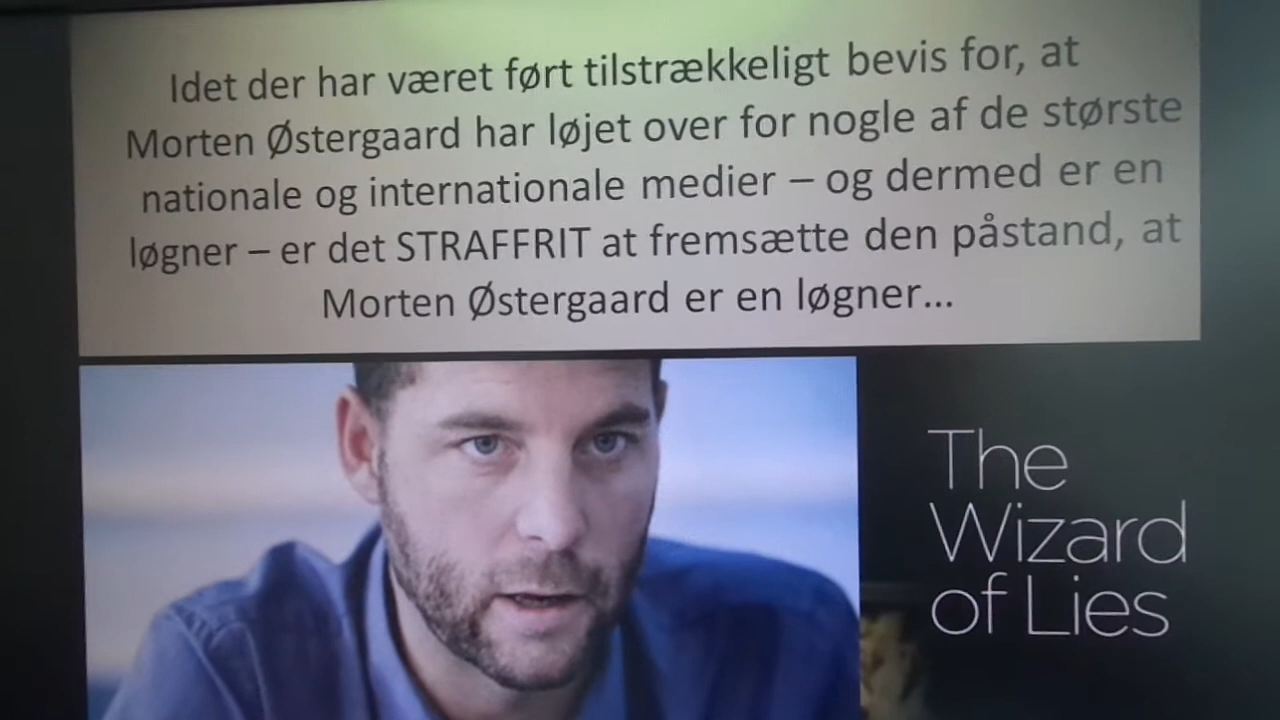 Idet der har været ført tilstrækkeligt bevis for, at
Morten Østergaard har løjet over for nogle af de største
nationale og internationale medier – og dermed er en
løgner – er det STRAFFRIT at fremsætte den påstand, at
Morten Østergaard er en løgner...
The
Wizard
of Lies